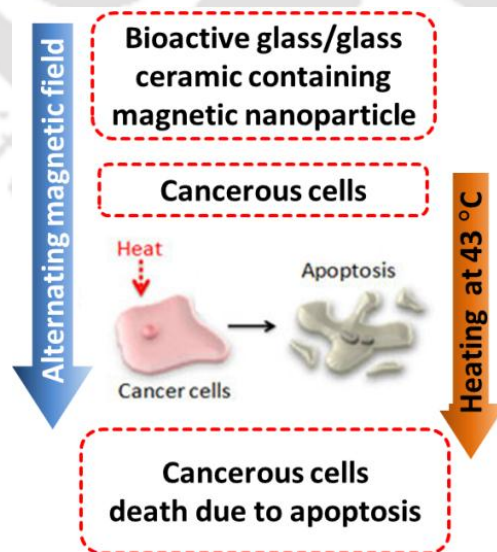 Bioactive glass/glass
ceramic containing
magnetic nanoparticle
Alternating magnetic field
Cancerous cells
Heating at 43 °C
Heat
Apoptosis
Cancer cells
Cancerous cells
death due to apoptosis